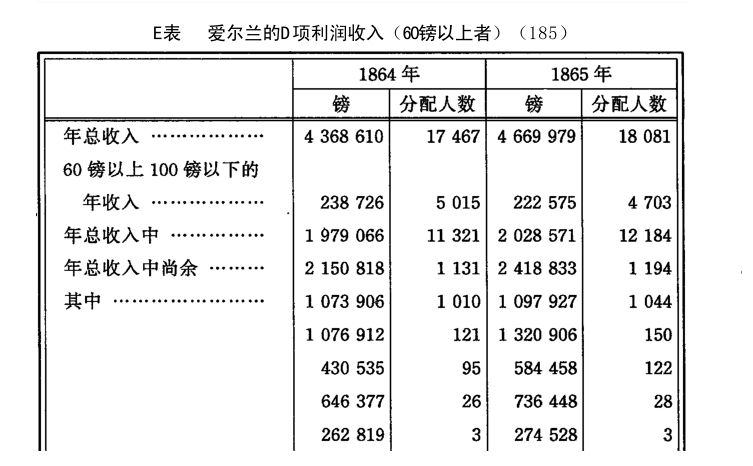 E表 爱尔兰的D项利润收入（60镑以上者）（185）
1864 年 1865 年
镑 分配人数 镑 分配人数
年总收入 ……………… 4 368 610 17 467 4 669 979 18 081
60 镑以上 100 镑以下的
年收入 ……………… 238 726 5 015 222 575 4 703
年总收入中 …………… 1 979 066 11 321 2 028 571 12 184
年总收入中尚余 ……… 2 150 818 1 131 2 418 833 1 194
其中 …………………… 1 073 906 1 010 1 097 927 1 044
1 076 912 121 1 320 906 150
430 535 95 584 458 122
646 377 26 736 448 28
262 819 3 274 528 3